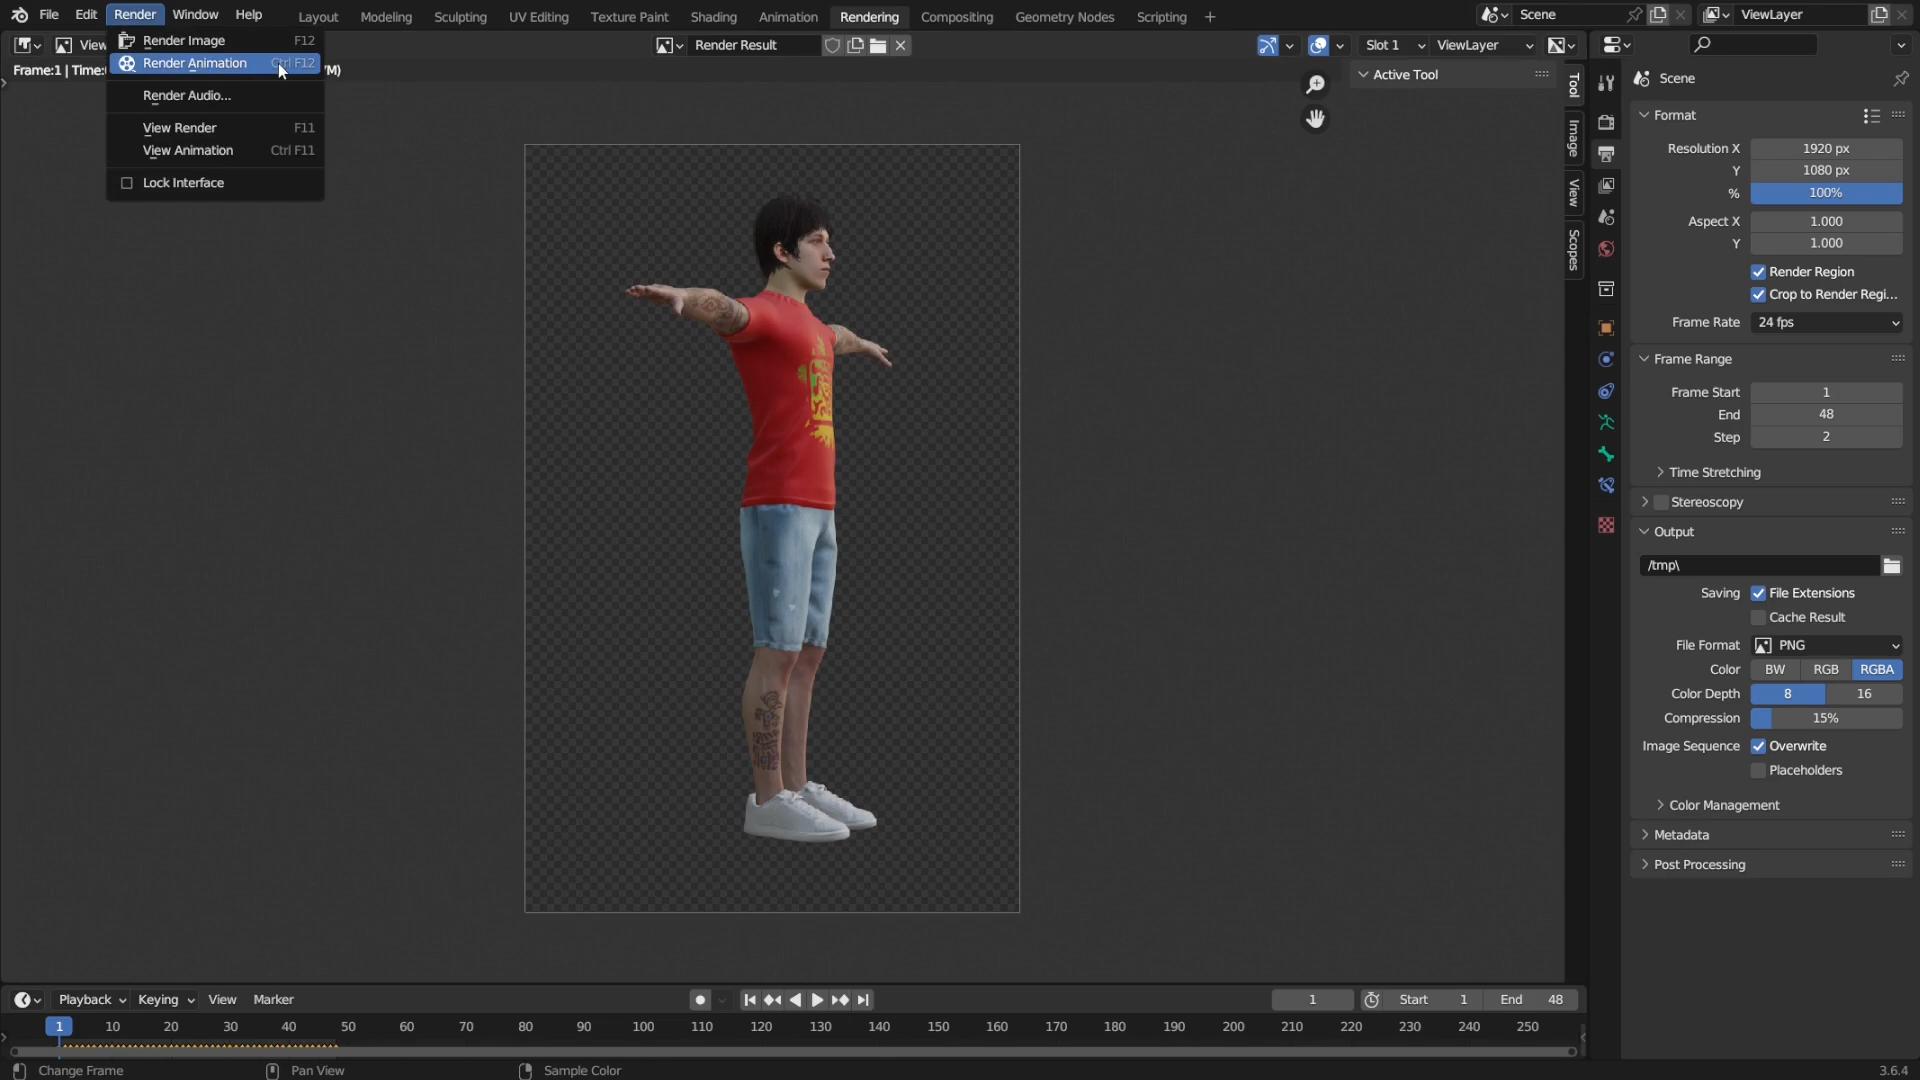 File Edit Render Window Help Layout Modeling Sculpting UV Editing Texture Paint Shading Animation Rendering Compositing Geometry Nodes Scripting + Scene ViewLayer
View Render Result Slot 1 ViewLayer
Frame:1 | Time:
M)
Render Image F12
Render Animation Ctrl F12
Render Audio...
View Render F11
View Animation Ctrl F11
Lock Interface
Active Tool
Tool
Image
View
Scopes
Scene
Format
Resolution X 1920 px
Y 1080 px
% 100%
Aspect X 1.000
Y 1.000
Render Region
Crop to Render Regi...
Frame Rate 24 fps
Frame Range
Frame Start 1
End 48
Step 2
Time Stretching
Stereoscopy
Output
/tmp\
Saving File Extensions
Cache Result
File Format PNG
Color BW RGB RGBA
Color Depth 8 16
Compression 15%
Image Sequence Overwrite
Placeholders
Color Management
Metadata
Post Processing
Playback Keying View Marker 1 Start 1 End 48
1 10 20 30 40 50 60 70 80 90 100 110 120 130 140 150 160 170 180 190 200 210 220 230 240 250
Change Frame Pan View Sample Color 3.6.4